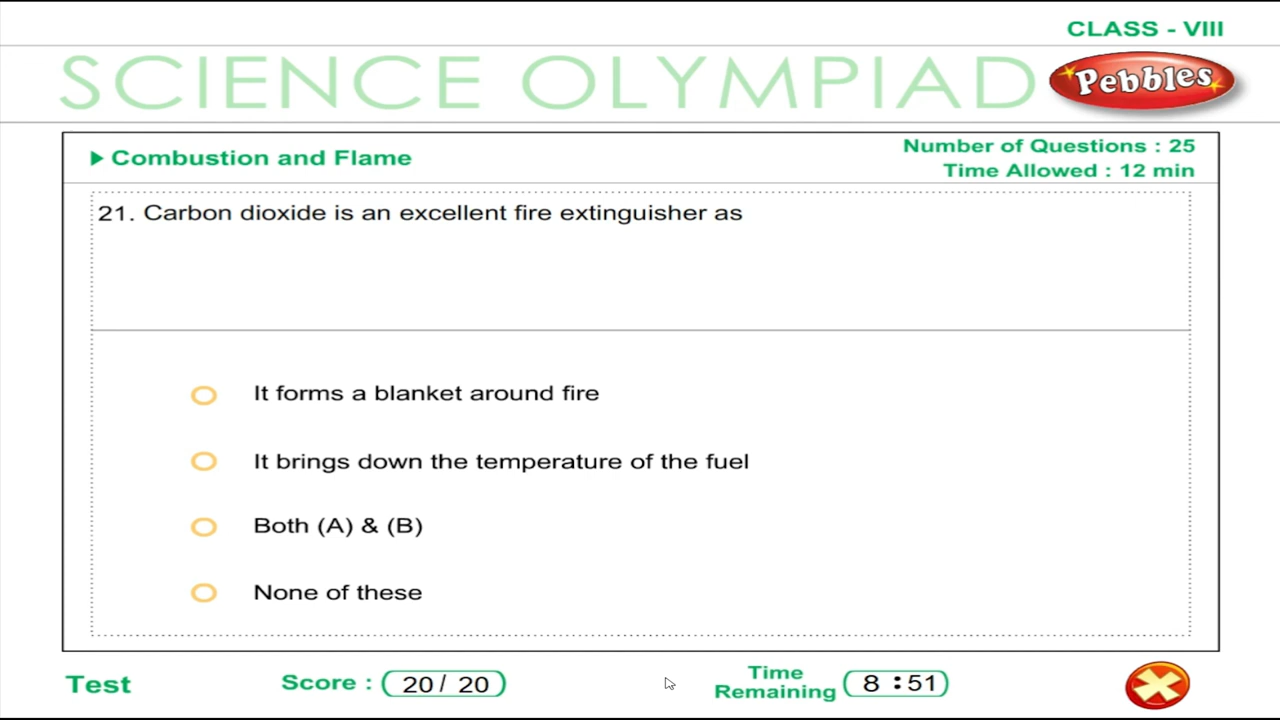 CLASS - VIII
SCIENCE OLYMPIAD
Pebbles
Combustion and Flame
Number of Questions : 25
Time Allowed : 12 min
21. Carbon dioxide is an excellent fire extinguisher as
It forms a blanket around fire
It brings down the temperature of the fuel
Both (A) & (B)
None of these
Test
Score : ( 20 / 20 )
Time Remaining ( 8 : 51 )